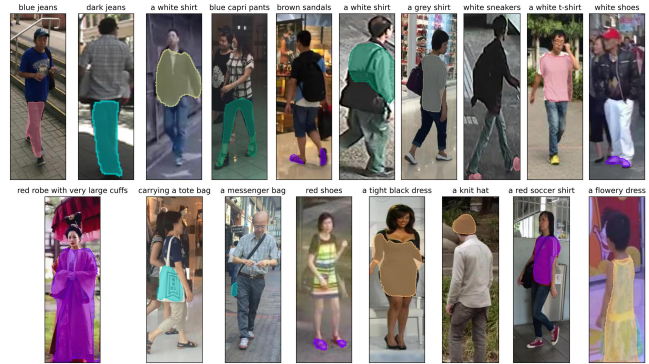 blue jeans
dark jeans
a white shirt
blue capri pants
brown sandals
a white shirt
a grey shirt
white sneakers
a white t-shirt
white shoes
red robe with very large cuffs
carrying a tote bag
a messenger bag
red shoes
a tight black dress
a knit hat
a red soccer shirt
a flowery dress